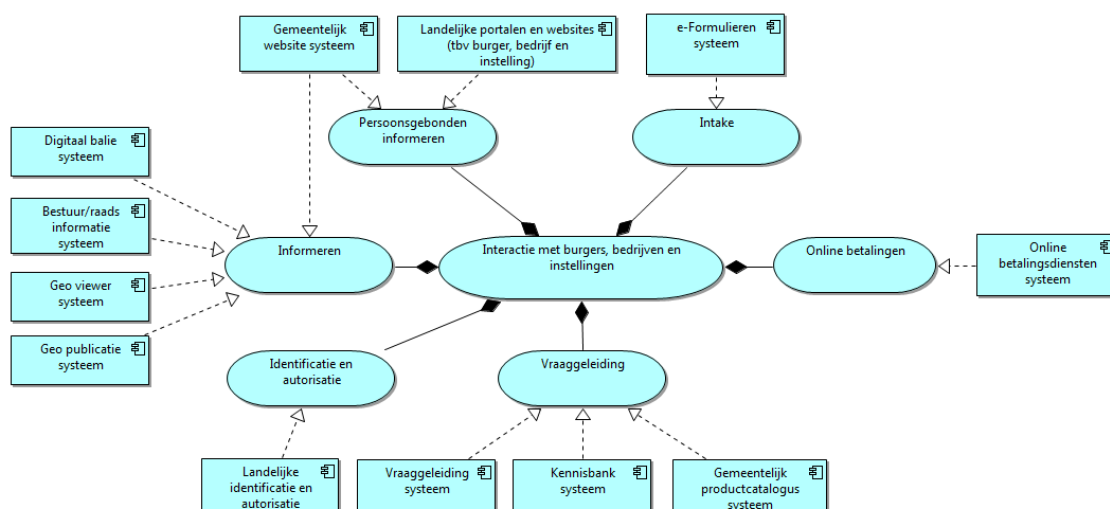 Gemeentelijk
website systeem
Landelijke portalen en websites
(tbv burger, bedrijf en
instelling)
e-Formulieren
systeem
Persoonsgebonden
informeren
Intake
Digitaal balie
systeem
Bestuur/raads
informatie
systeem
Geo viewer
systeem
Geo publicatie
systeem
Informeren
Interactie met burgers, bedrijven en
instellingen
Online betalingen
Online
betalingsdiensten
systeem
Identificatie en
autorisatie
Vraaggeleiding
Landelijke
identificatie en
autorisatie
Vraaggeleiding
systeem
Kennisbank
systeem
Gemeentelijk
productcatalogus
systeem